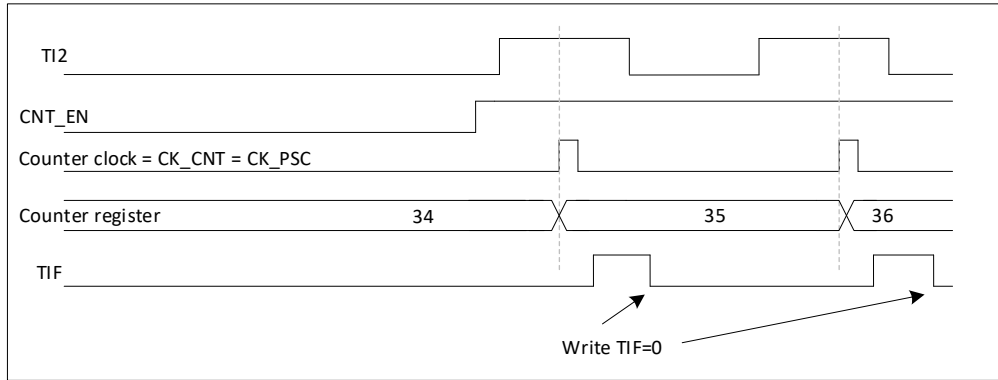 TI2
CNT_EN
Counter clock = CK_CNT = CK_PSC
Counter register 34 35 36
TIF
Write TIF=0